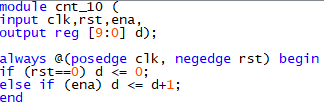 module cnt_10 (
input clk,rst,ena,
output reg [9:0] d);
always @(posedge clk, negedge rst) begin
if (rst==0) d <= 0;
else if (ena) d <= d+1;
end